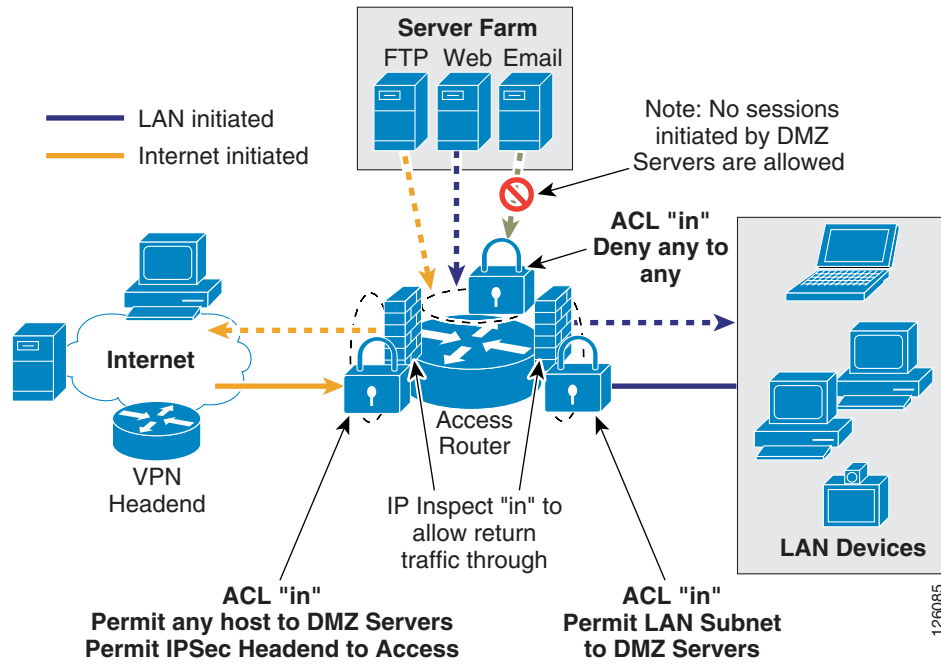 Server Farm
FTP Web Email
LAN initiated
Internet initiated
Note: No sessions
initiated by DMZ
Servers are allowed
ACL "in"
Deny any to
any
Internet
VPN
Headend
Access
Router
IP Inspect "in" to
allow return
traffic through
LAN Devices
ACL "in"
Permit any host to DMZ Servers
Permit IPSec Headend to Access
ACL "in"
Permit LAN Subnet
to DMZ Servers
126085